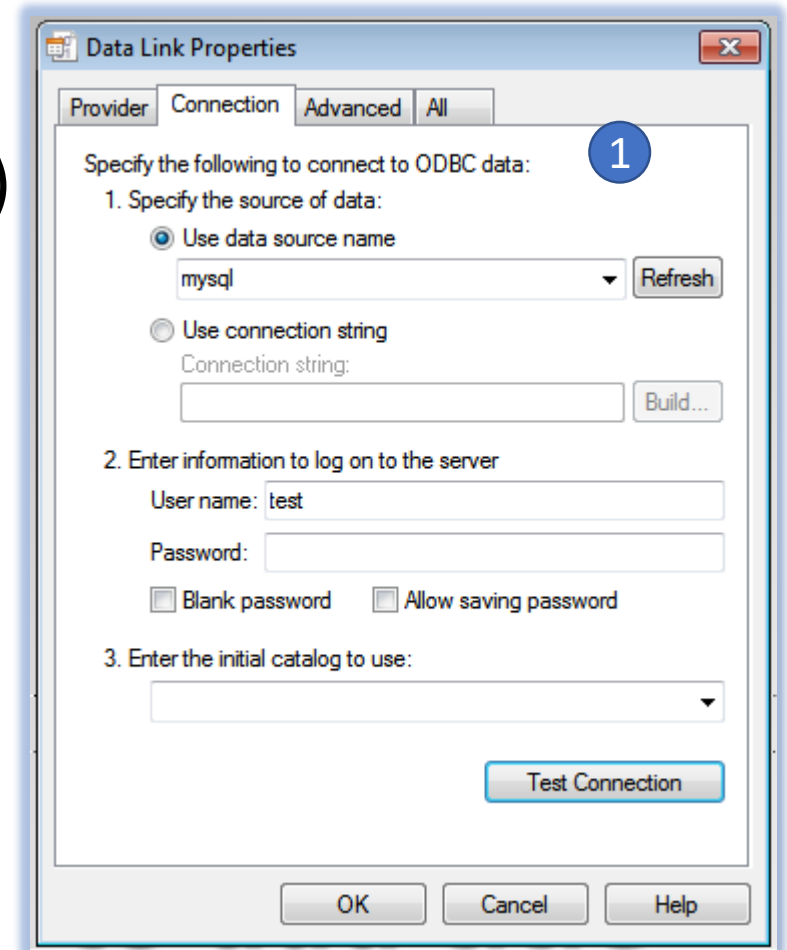 Data Link Properties
Provider Connection Advanced All
1
Specify the following to connect to ODBC data:
1. Specify the source of data:
Use data source name
mysql Refresh
Use connection string
Connection string:
Build...
2. Enter information to log on to the server
User name: test
Password:
Blank password Allow saving password
3. Enter the initial catalog to use:
Test Connection
OK Cancel Help